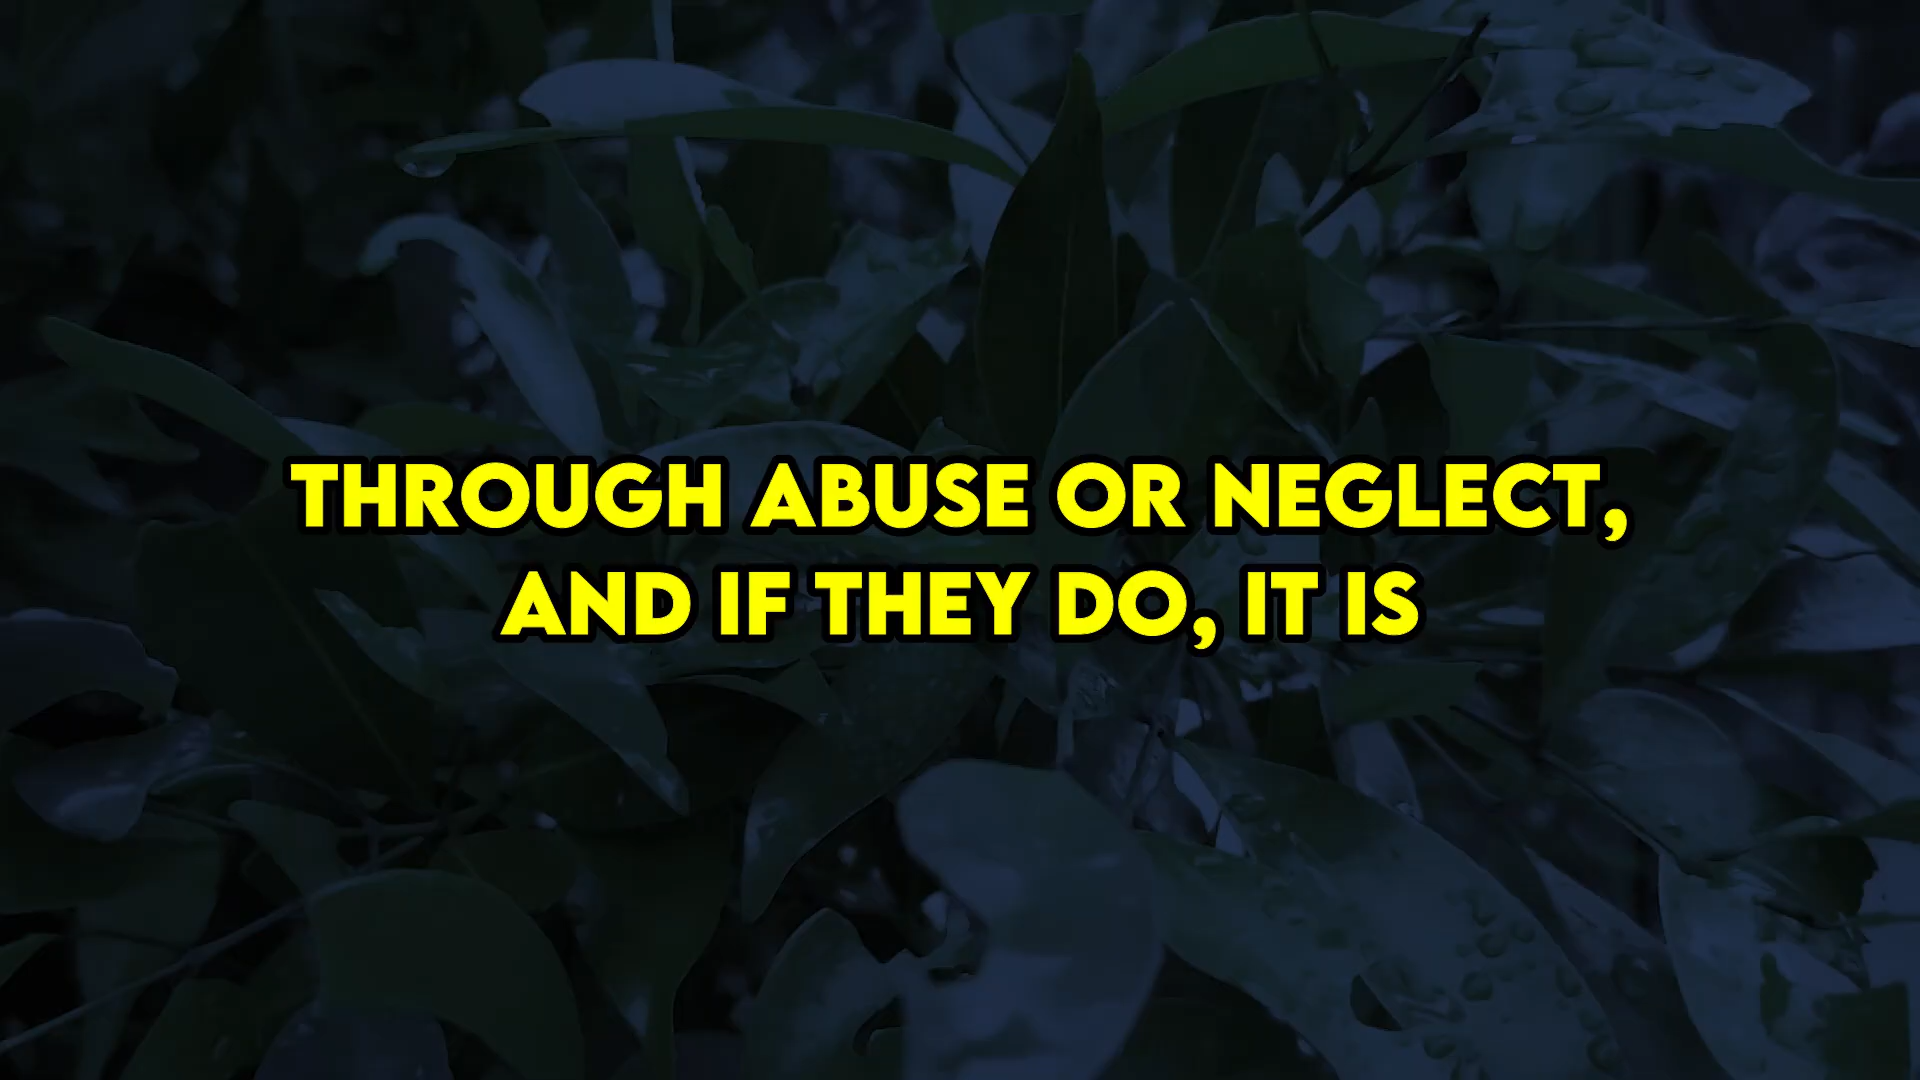 THROUGH ABUSE OR NEGLECT,
AND IF THEY DO, IT IS